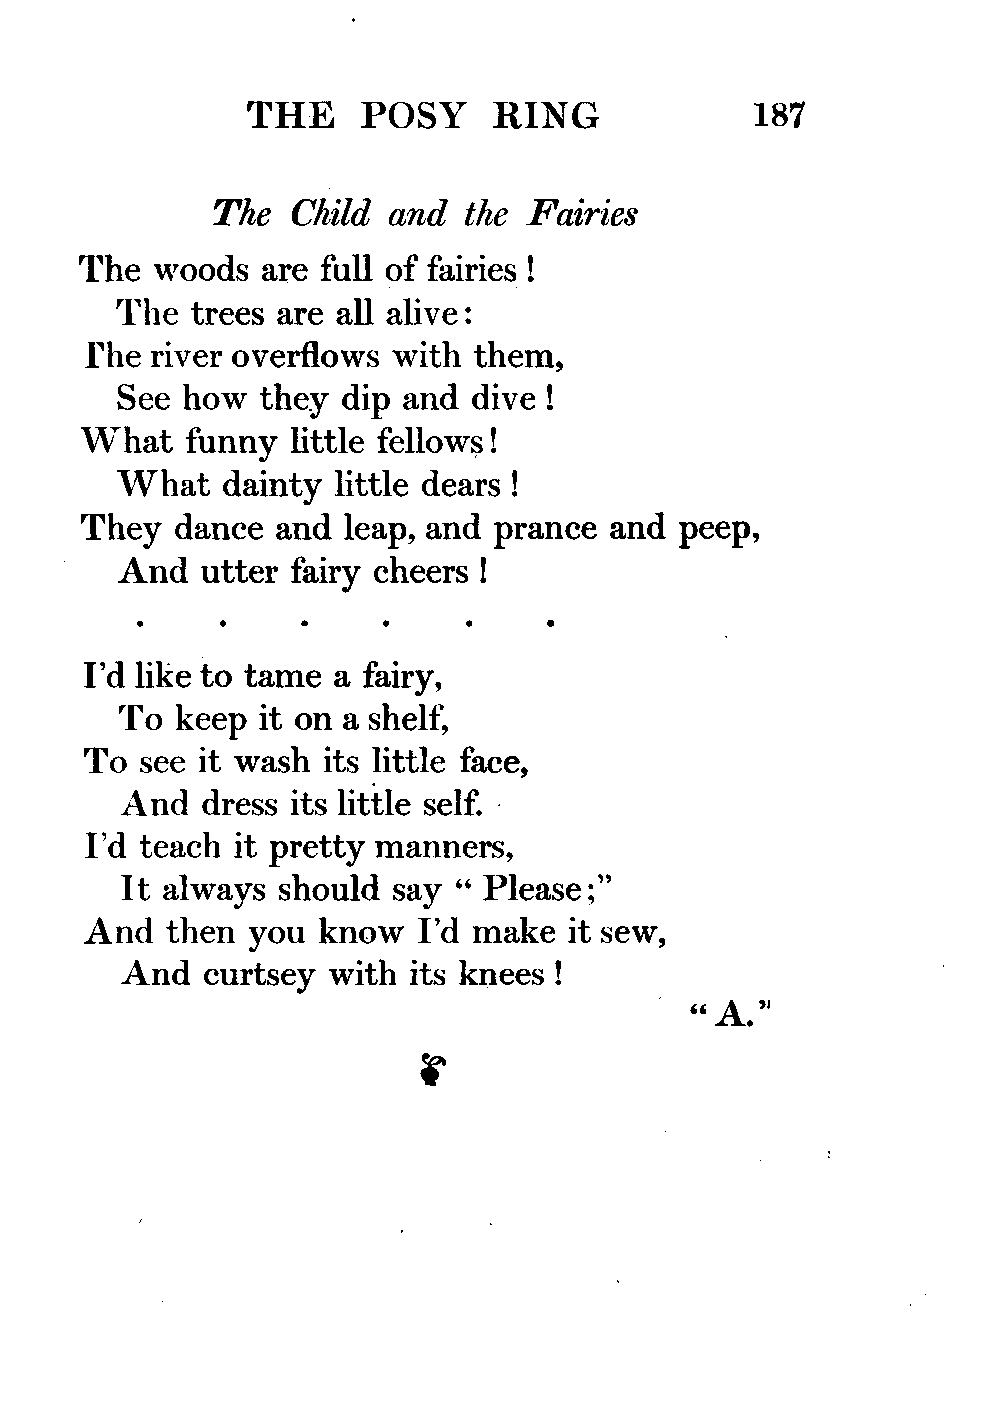 THE POSY RING 187
The Child and the Fairies
The woods are full of fairies !
The trees are all alive :
The river overflows with them,
See how they dip and dive !
What funny little fellows !
What dainty little dears !
They dance and leap, and prance and peep,
And utter fairy cheers !
. . . . . .
I’d like to tame a fairy,
To keep it on a shelf,
To see it wash its little face,
And dress its little self.
I’d teach it pretty manners,
It always should say “ Please ;”
And then you know I’d make it sew,
And curtsey with its knees !
“ A.”